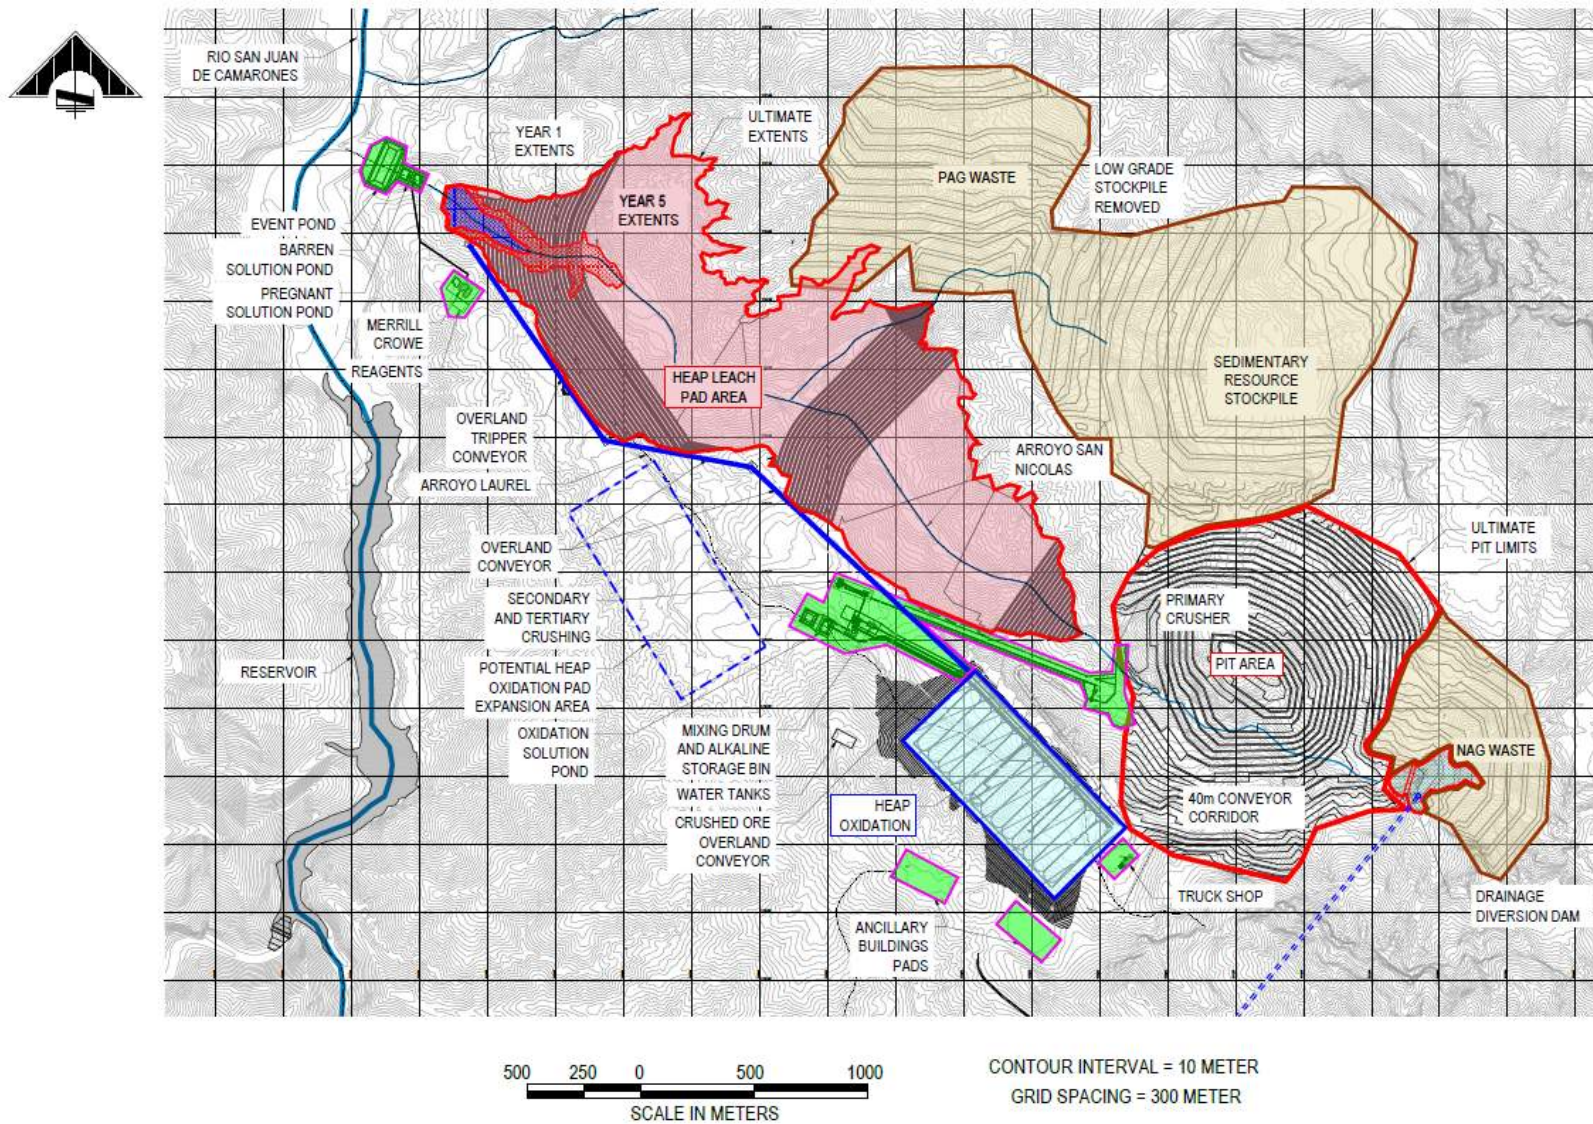 RIO SAN JUAN
DE CAMARONES
YEAR 1
EXTENTS
ULTIMATE
EXTENTS
PAG WASTE
LOW GRADE
STOCKPILE
REMOVED
YEAR 5
EXTENTS
EVENT POND
BARREN
SOLUTION POND
PREGNANT
SOLUTION POND
MERRILL
CROWE
REAGENTS
HEAP LEACH
PAD AREA
SEDIMENTARY
RESOURCE
STOCKPILE
OVERLAND
TRIPPER
CONVEYOR
ARROYO LAUREL
ARROYO SAN
NICOLAS
ULTIMATE
PIT LIMITS
OVERLAND
CONVEYOR
SECONDARY
AND TERTIARY
CRUSHING
PRIMARY
CRUSHER
PIT AREA
RESERVOIR
POTENTIAL HEAP
OXIDATION PAD
EXPANSION AREA
OXIDATION
SOLUTION
POND
MIXING DRUM
AND ALKALINE
STORAGE BIN
WATER TANKS
CRUSHED ORE
OVERLAND
CONVEYOR
HEAP
OXIDATION
NAG WASTE
40m CONVEYOR
CORRIDOR
TRUCK SHOP
DRAINAGE
DIVERSION DAM
ANCILLARY
BUILDINGS
PADS
500 250 0 500 1000
SCALE IN METERS
CONTOUR INTERVAL = 10 METER
GRID SPACING = 300 METER